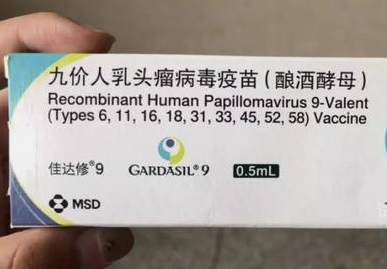 九价人乳头瘤病毒疫苗(酿酒酵母)
Recombinant Human Papillomavirus 9-Valent
(Types 6, 11, 16, 18, 31, 33, 45, 52, 58) Vaccine
佳达修®9 GARDASIL®9 0.5mL
MSD